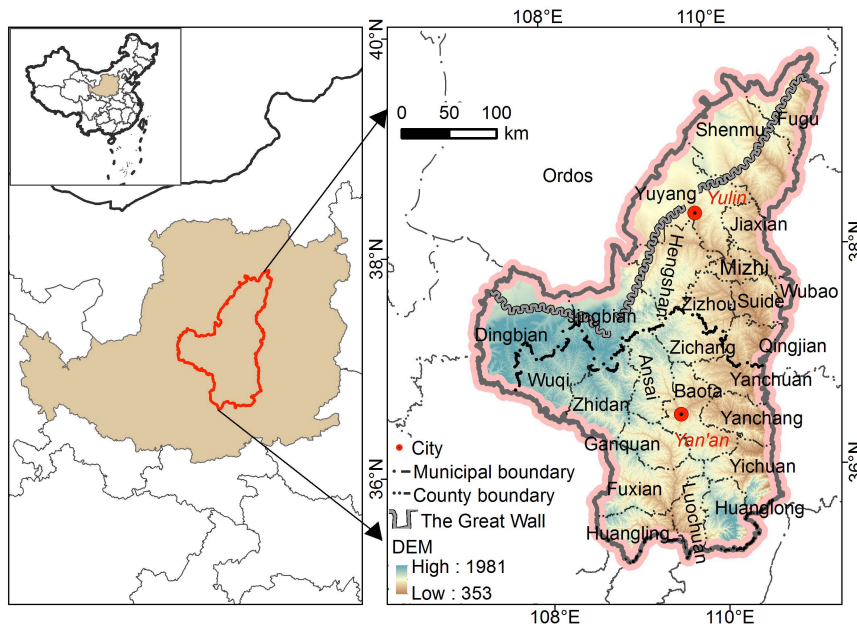 108°E 110°E
40°N
0 50 100
km
Fugu
Shenmu
Ordos
Yuyang
Yulin
Jiaxian
38°N 38°N
Hengshan
Mizhi
Wubao
Zizhou Suide
Jingbian
Dingbian
Zichang Qingjian
Ansai
Wuqi
Baota Yanchuan
Zhidan
Yanchang
Yan'an
Ganquan
City
36°N 36°N
Yichuan
Municipal boundary
Fuxian
County boundary
Luochuan
Huanglong
The Great Wall
Huangling
DEM
High : 1981
Low : 353
108°E 110°E